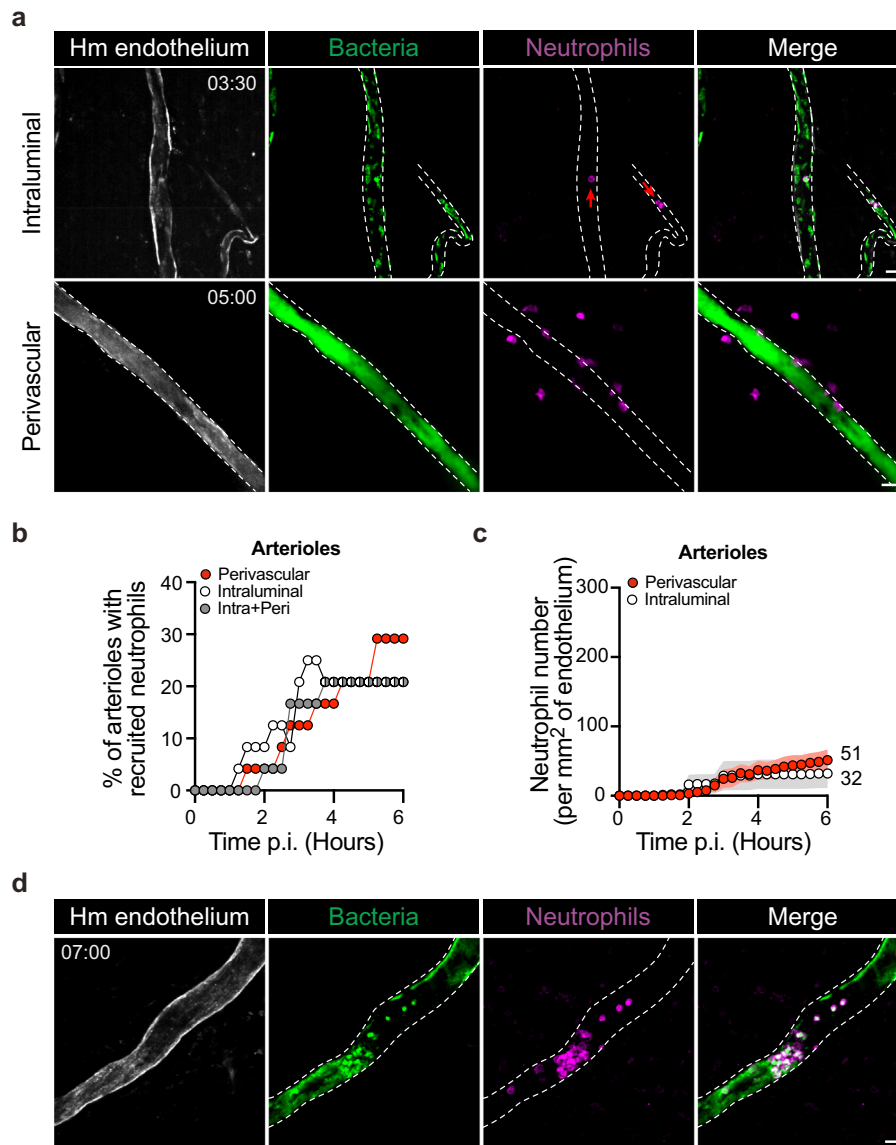 a
Hm endothelium
Bacteria
Neutrophils
Merge
Intraluminal
03:30
Perivascular
05:00
b
Arterioles
Perivascular
Intraluminal
Intra+Peri
% of arterioles with
recruited neutrophils
40
30
20
10
0
0
2
4
6
Time p.i. (Hours)
c
Arterioles
Perivascular
Intraluminal
Neutrophil number
(per mm² of endothelium)
300
200
100
0
51
32
0
2
4
6
Time p.i. (Hours)
d
Hm endothelium
Bacteria
Neutrophils
Merge
07:00